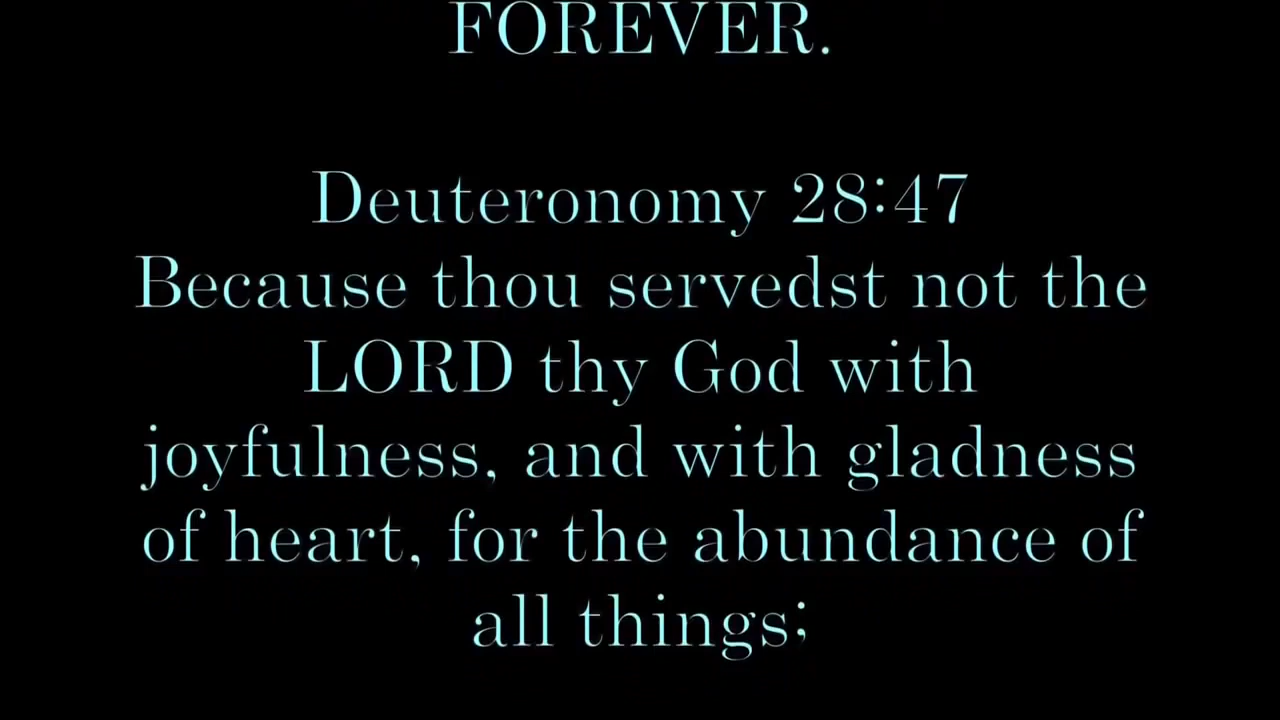 FOREVER.
Deuteronomy 28:47
Because thou servedst not the
LORD thy God with
joyfulness, and with gladness
of heart, for the abundance of
all things;